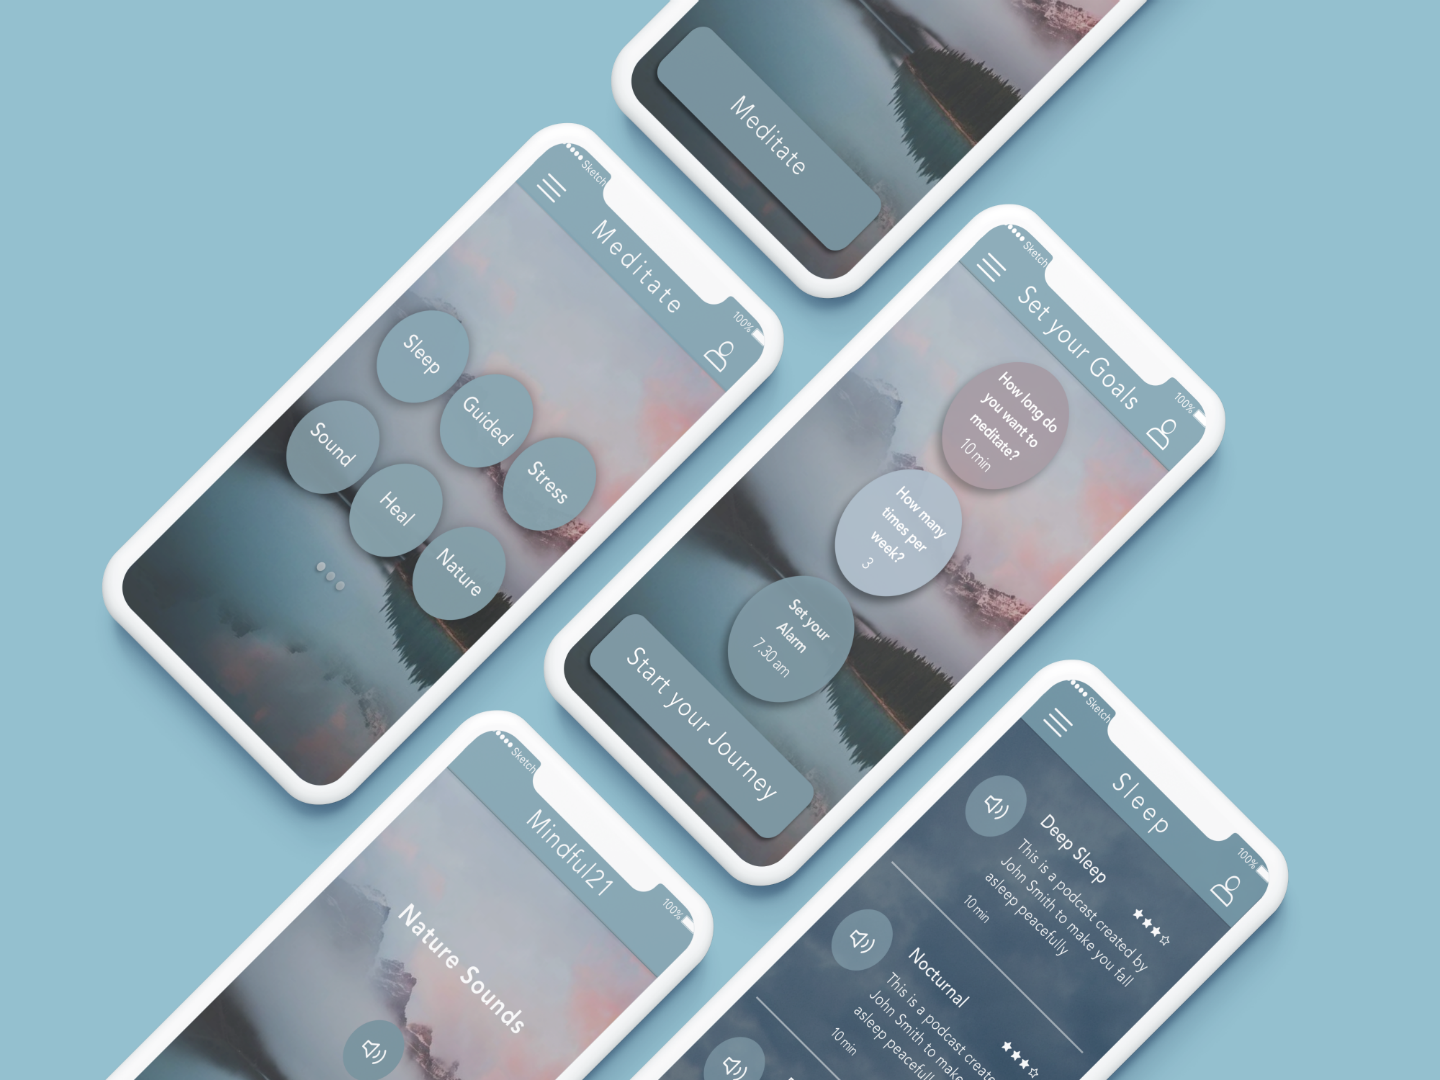 Meditate
Sketch
100%
Meditate
Sleep
Guided
Stress
Sound
Heal
Nature
Sketch
100%
Set your Goals
How long do
you want to
meditate?
10 min
How many
times per
week?
3
Set your
Alarm
7.30 am
Start your Journey
Sketch
100%
Mindful21
Nature Sounds
Sketch
100%
Sleep
Deep Sleep
This is a podcast created by
John Smith to make you fall
asleep peacefully
10 min
Nocturnal
This is a podcast create
John Smith to make
asleep peacefull
10 min